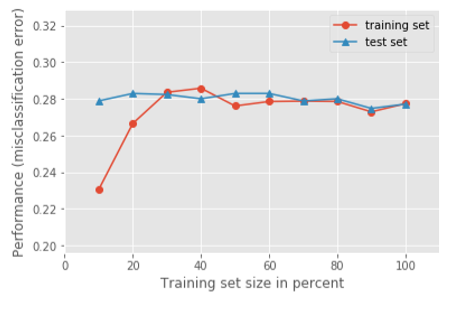 training set
test set
Performance (misclassification error)
0.32
0.30
0.28
0.26
0.24
0.22
0.20
0 20 40 60 80 100
Training set size in percent